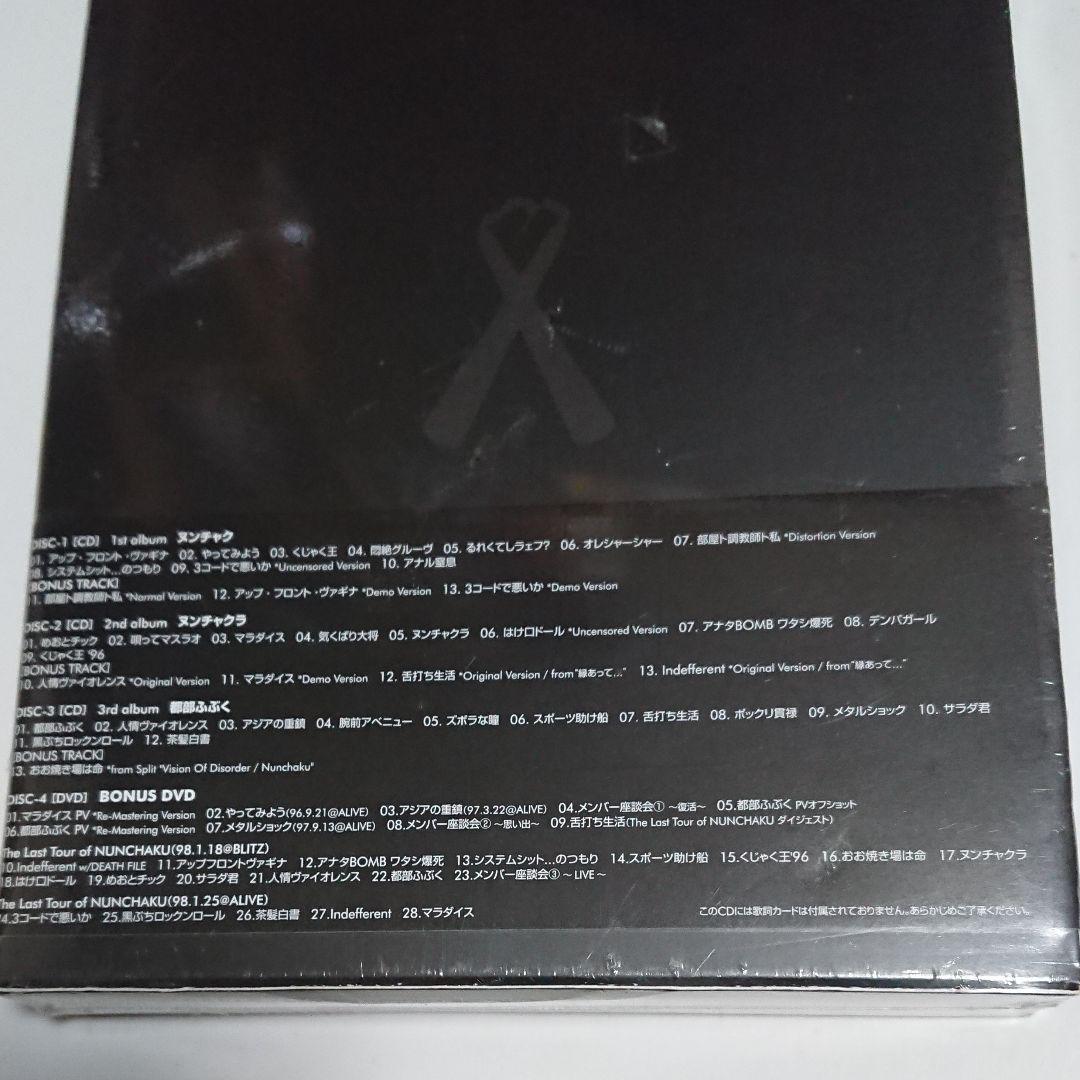 DISC-1 [CD] 1st album ヌンチャク
01. アップ・フロント・ヴァギナ 02. やってみよう 03. くじゃく王 04. 悶絶グルーヴ 05. るれくてしラェフ? 06. オレシャーシャー 07. 部屋ト調教師ト私 *Distortion Version
08. システムシット...のつもり 09. 3コードで悪いか *Uncensored Version 10. アナル窒息
[BONUS TRACK]
11. 部屋ト調教師ト私 *Normal Version 12. アップ・フロント・ヴァギナ *Demo Version 13. 3コードで悪いか *Demo Version
DISC-2 [CD] 2nd album ヌンチャクラ
01. めおとチック 02. 唄ってマスラオ 03. マラダイス 04. 気くばり大将 05. ヌンチャクラ 06. はけ口ドール *Uncensored Version 07. アナタBOMB ワタシ爆死 08. デンパガール
09. くじゃく王 '96
[BONUS TRACK]
10. 人情ヴァイオレンス *Original Version 11. マラダイス *Demo Version 12. 舌打ち生活 *Original Version / from"縁あって..." 13. Indefferent *Original Version / from"縁あって..."
DISC-3 [CD] 3rd album 都部ふぶく
01. 都部ふぶく 02. 人情ヴァイオレンス 03. アジアの重鎮 04. 腕前アベニュー 05. ズボラな瞳 06. スポーツ助け船 07. 舌打ち生活 08. ポックリ貫禄 09. メタルショック 10. サラダ君
11. 黒ぶちロックンロール 12. 茶髪白書
[BONUS TRACK]
13. おお焼き場は命 *from Split "Vision Of Disorder / Nunchaku"
DISC-4 [DVD] BONUS DVD
01.マラダイス PV *Re-Mastering Version 02.やってみよう(96.9.21@ALIVE) 03.アジアの重鎮(97.3.22@ALIVE) 04.メンバー座談会① ～復活～ 05.都部ふぶく PVオフショット
06.都部ふぶく PV *Re-Mastering Version 07.メタルショック(97.9.13@ALIVE) 08.メンバー座談会② ～思い出～ 09.舌打ち生活(The Last Tour of NUNCHAKU ダイジェスト)
The Last Tour of NUNCHAKU(98.1.18@BLITZ)
10.Indefferent w/DEATH FILE 11.アップフロントヴァギナ 12.アナタBOMB ワタシ爆死 13.システムシット...のつもり 14.スポーツ助け船 15.くじゃく王'96 16.おお焼き場は命 17.ヌンチャクラ
18.はけ口ドール 19.めおとチック 20.サラダ君 21.人情ヴァイオレンス 22.都部ふぶく 23.メンバー座談会③ ～LIVE～
The Last Tour of NUNCHAKU(98.1.25@ALIVE)
24.3コードで悪いか 25.黒ぶちロックンロール 26.茶髪白書 27.Indefferent 28.マラダイス
このCDには歌詞カードは付属されておりません。あらかじめご了承ください。